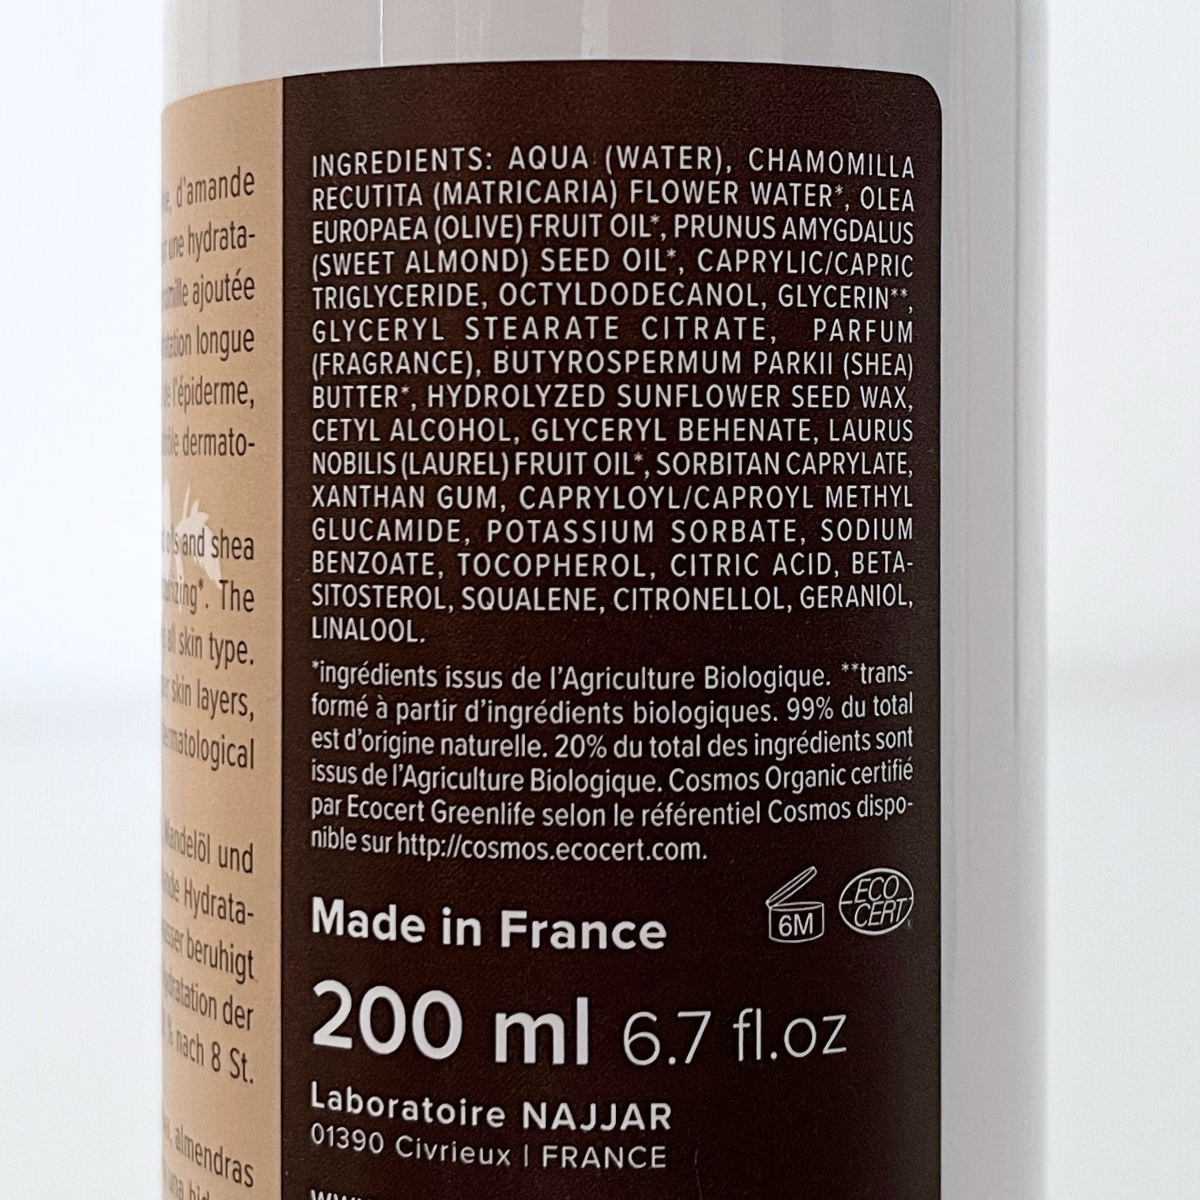 d'amande
une hydrata-
ajoutée
longue
l'épiderme,
dermato-
and shea
The
all skin type.
skin layers,
Mandelöl und
Hydrata-
beruhigt
der
nach 8 St.
almendras
una
INGREDIENTS: AQUA (WATER), CHAMOMILLA
RECUTITA (MATRICARIA) FLOWER WATER*, OLEA
EUROPAEA (OLIVE) FRUIT OIL*, PRUNUS AMYGDALUS
(SWEET ALMOND) SEED OIL*, CAPRYLIC/CAPRIC
TRIGLYCERIDE, OCTYLDODECANOL, GLYCERIN**,
GLYCERYL STEARATE CITRATE, PARFUM
(FRAGRANCE), BUTYROSPERMUM PARKII (SHEA)
BUTTER*, HYDROLYZED SUNFLOWER SEED WAX,
CETYL ALCOHOL, GLYCERYL BEHENATE, LAURUS
NOBILIS (LAUREL) FRUIT OIL*, SORBITAN CAPRYLATE,
XANTHAN GUM, CAPRYLOYL/CAPROYL METHYL
GLUCAMIDE, POTASSIUM SORBATE, SODIUM
BENZOATE, TOCOPHEROL, CITRIC ACID, BETA-
SITOSTEROL, SQUALENE, CITRONELLOL, GERANIOL,
LINALOOL.
*ingrédients issus de l'Agriculture Biologique. **trans-
formé à partir d'ingrédients biologiques. 99% du total
est d'origine naturelle. 20% du total des ingrédients sont
issus de l'Agriculture Biologique. Cosmos Organic certifié
par Ecocert Greenlife selon le référentiel Cosmos dispo-
nible sur http://cosmos.ecocert.com.
6M
ECO
CERT
Made in France
200 ml 6.7 fl.oz
Laboratoire NAJJAR
01390 Civrieux | FRANCE